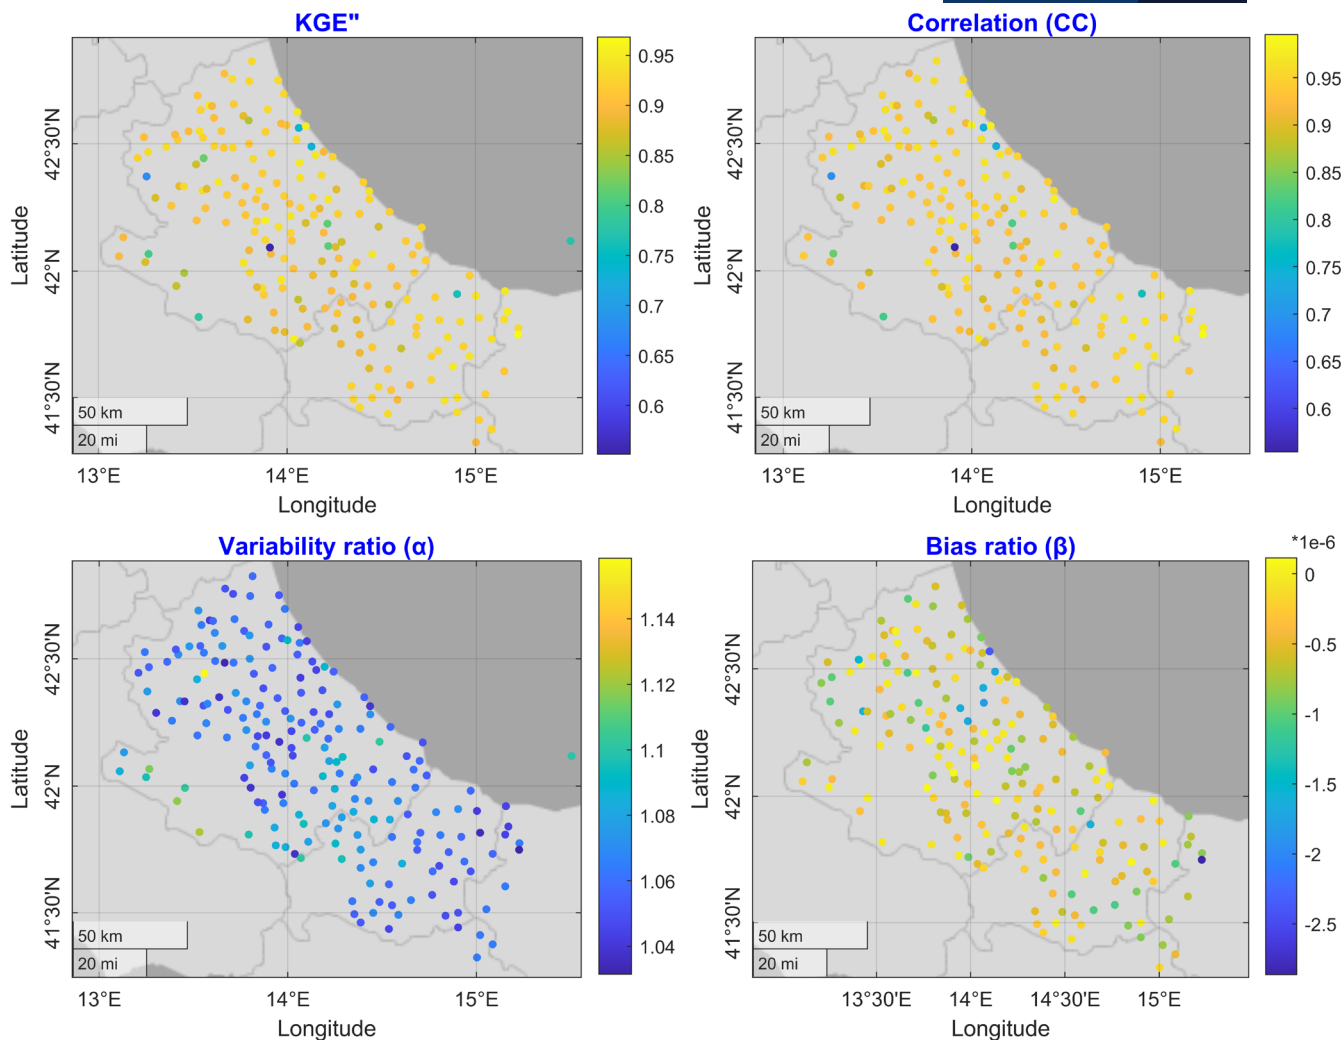 KGE"
42°30'N
42°N
41°30'N
Latitude
50 km
20 mi
13°E
14°E
15°E
Longitude
0.95
0.9
0.85
0.8
0.75
0.7
0.65
0.6
Correlation (CC)
42°30'N
42°N
41°30'N
Latitude
50 km
20 mi
13°E
14°E
15°E
Longitude
0.95
0.9
0.85
0.8
0.75
0.7
0.65
0.6
Variability ratio (α)
42°30'N
42°N
41°30'N
Latitude
50 km
20 mi
13°E
14°E
15°E
Longitude
1.14
1.12
1.11
1.08
1.06
1.04
Bias ratio (β)
42°30'N
42°N
41°30'N
Latitude
50 km
20 mi
13°30'E
14°E
14°30'E
15°E
Longitude
*1e-6
0
-0.5
-1
-1.5
-2
-2.5